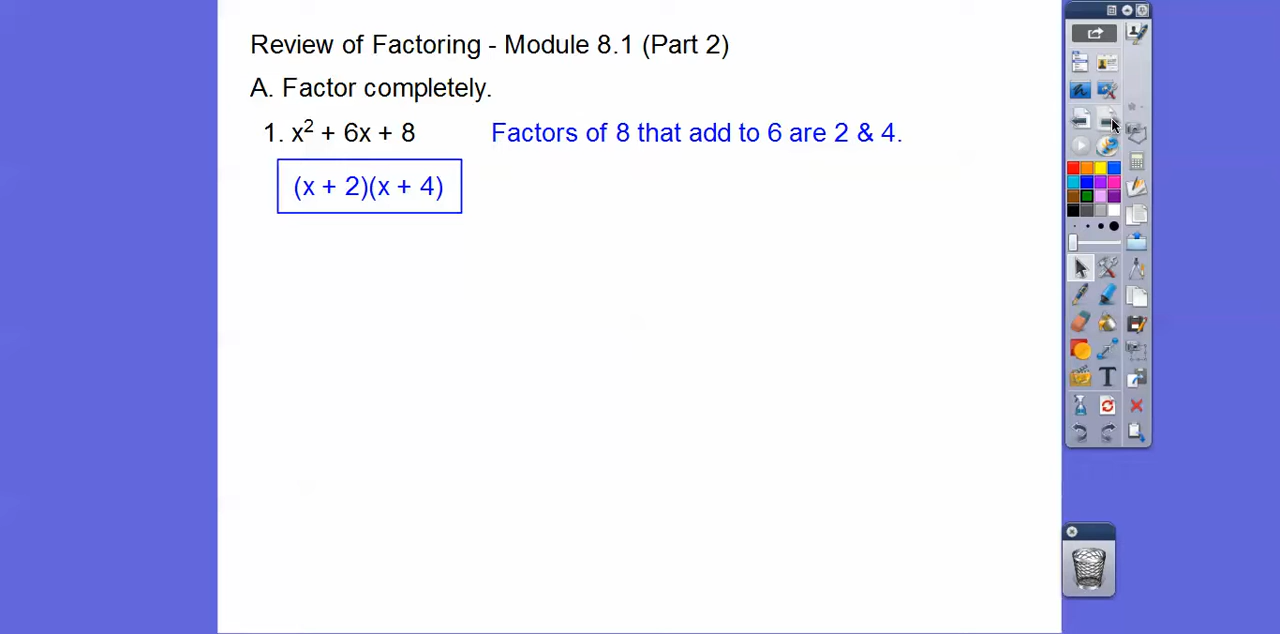 Review of Factoring - Module 8.1 (Part 2)
A. Factor completely.
1. x² + 6x + 8 Factors of 8 that add to 6 are 2 & 4.
(x + 2)(x + 4)